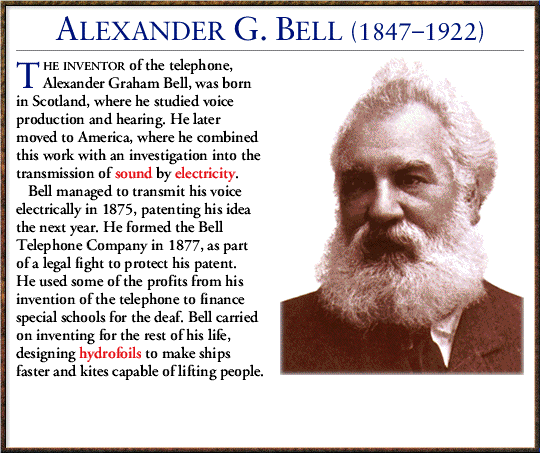 ALEXANDER G. BELL (1847–1922)
THE INVENTOR of the telephone,
Alexander Graham Bell, was born
in Scotland, where he studied voice
production and hearing. He later
moved to America, where he combined
this work with an investigation into the
transmission of sound by electricity.
Bell managed to transmit his voice
electrically in 1875, patenting his idea
the next year. He formed the Bell
Telephone Company in 1877, as part
of a legal fight to protect his patent.
He used some of the profits from his
invention of the telephone to finance
special schools for the deaf. Bell carried
on inventing for the rest of his life,
designing hydrofoils to make ships
faster and kites capable of lifting people.